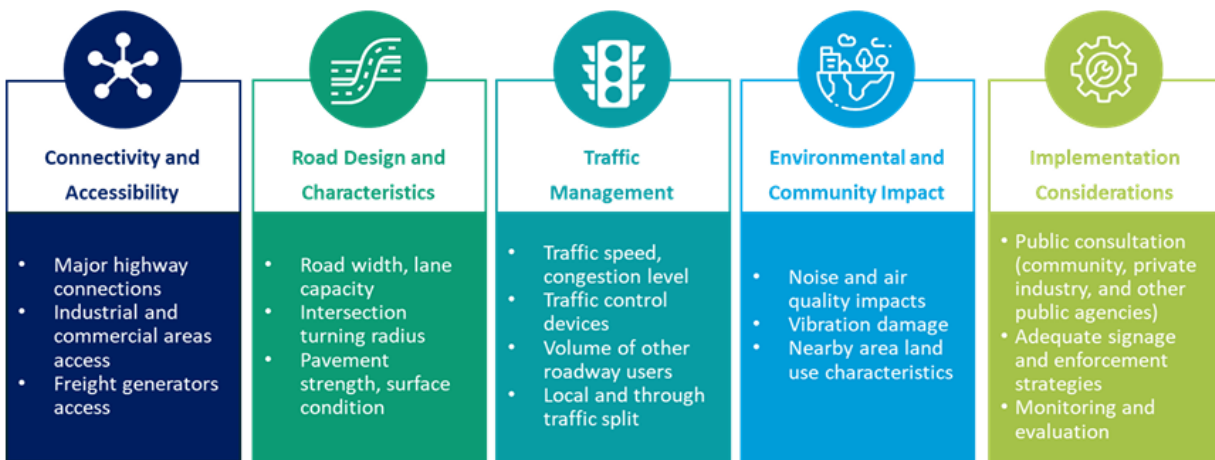 Connectivity and
Accessibility
• Major highway
connections
• Industrial and
commercial areas
access
• Freight generators
access
Road Design and
Characteristics
• Road width, lane
capacity
• Intersection
turning radius
• Pavement
strength, surface
condition
Traffic
Management
• Traffic speed,
congestion level
• Traffic control
devices
• Volume of other
roadway users
• Local and through
traffic split
Environmental and
Community Impact
• Noise and air
quality impacts
• Vibration damage
• Nearby area land
use characteristics
Implementation
Considerations
• Public consultation
(community, private
industry, and other
public agencies)
• Adequate signage
and enforcement
strategies
• Monitoring and
evaluation